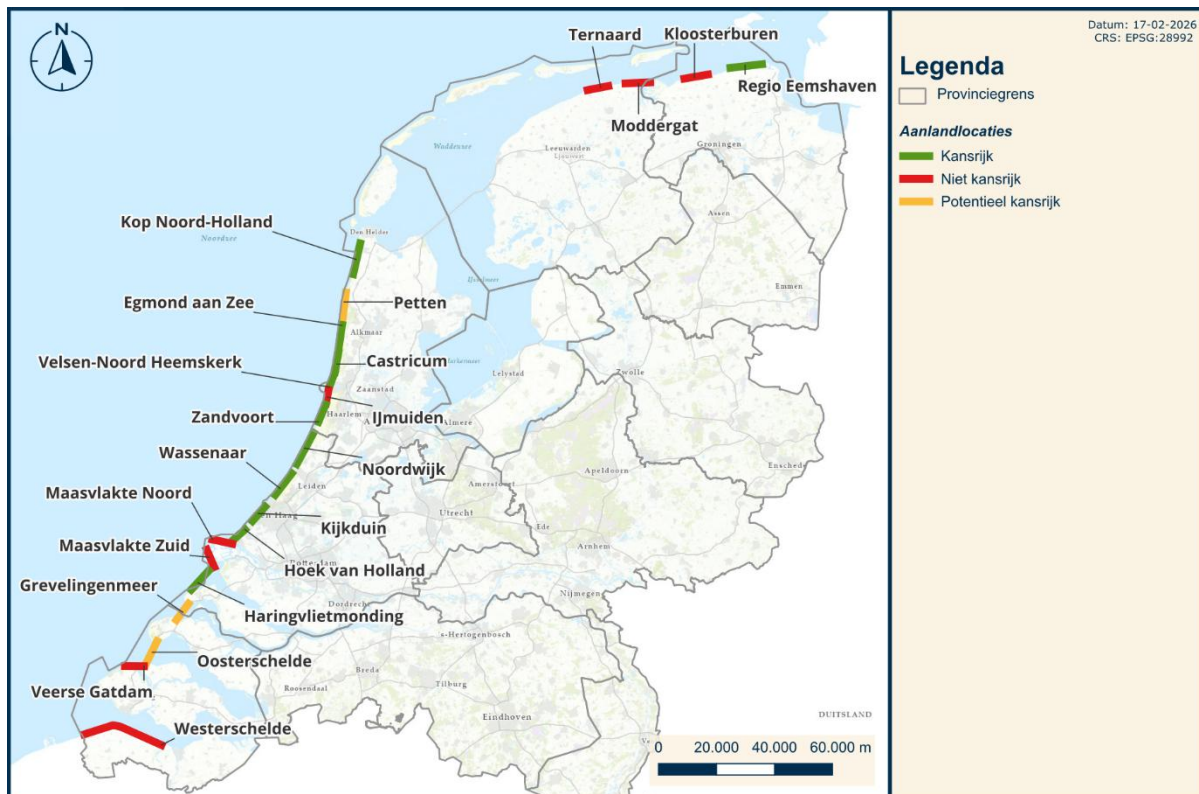 Datum: 17-02-2026
CRS: EPSG:28992
N
Legenda
Provinciegrens
Aanlandlocaties
Kansrijk
Niet kansrijk
Potentieel kansrijk
Ternaard
Kloosterburen
Regio Eemshaven
Moddergat
Groningen
Leeuwarden
Ljouwert
Waddenzee
Assen
Kop Noord-Holland
Den Helder
Noordzee
Emmen
Egmond aan Zee
Petten
Alkmaar
Velsen-Noord Heemskerk
Castricum
Lelystad
Zwolle
Zaanstad
Zandvoort
Haarlem
IJmuiden
Almere
Wassenaar
Noordwijk
Enschede
Apeldoorn
Leiden
Amersfoort
Maasvlakte Noord
Kijkduin
Utrecht
Ede
Maasvlakte Zuid
Arnhem
Hoek van Holland
Grevelingenmeer
Nijmegen
Dordrecht
Haringvlietmonding
's-Hertogenbosch
Oosterschelde
Breda
Tilburg
Veerse Gatdam
Roosendaal
Eindhoven
DUITSLAND
Westerschelde
0 20.000 40.000 60.000 m